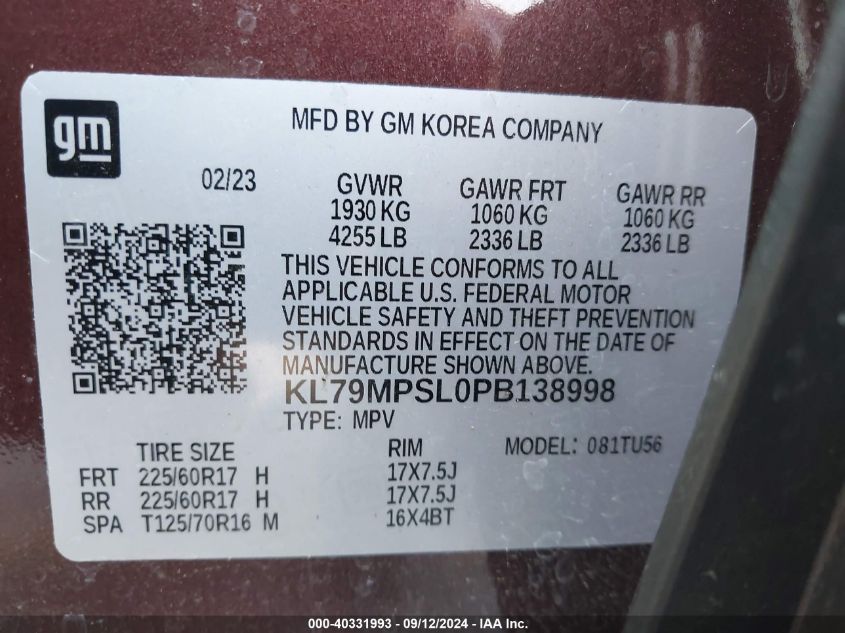 gm
MFD BY GM KOREA COMPANY
02/23 GVWR GAWR FRT GAWR RR
1930 KG 1060 KG 1060 KG
4255 LB 2336 LB 2336 LB
THIS VEHICLE CONFORMS TO ALL
APPLICABLE U.S. FEDERAL MOTOR
VEHICLE SAFETY AND THEFT PREVENTION
STANDARDS IN EFFECT ON THE DATE OF
MANUFACTURE SHOWN ABOVE.
KL79MPSL0PB138998
TYPE: MPV
TIRE SIZE RIM MODEL: 081TU56
FRT 225/60R17 H 17X7.5J
RR 225/60R17 H 17X7.5J
SPA T125/70R16 M 16X4BT
000-40331993 - 09/12/2024 - IAA Inc.